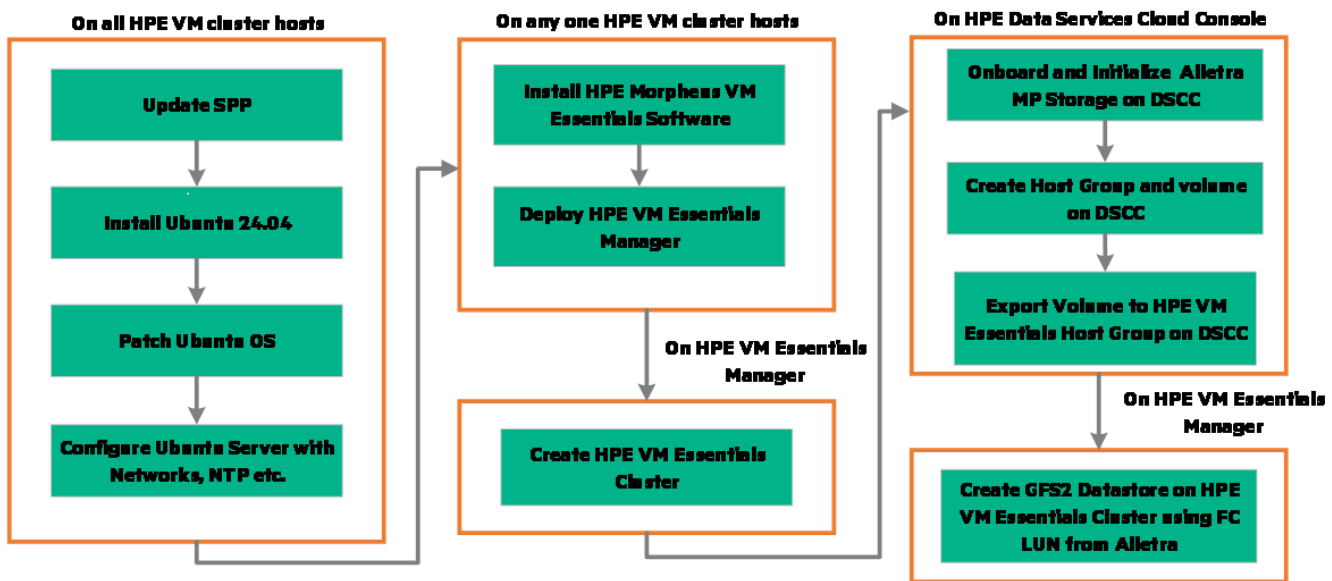 On all HPE VM cluster hosts
Update SPP
Install Ubuntu 24.04
Patch Ubuntu OS
Configure Ubuntu Server with
Networks, NTP etc.
On any one HPE VM cluster hosts
Install HPE Morpheus VM
Essentials Software
Deploy HPE VM Essentials
Manager
On HPE VM Essentials
Manager
Create HPE VM Essentials
Cluster
On HPE Data Services Cloud Console
Onboard and Initialize Alletra
MP Storage on DSCC
Create Host Group and volume
on DSCC
Export Volume to HPE VM
Essentials Host Group on DSCC
On HPE VM Essentials
Manager
Create GFS2 Datastore on HPE
VM Essentials Cluster using FC
LUN from Alletra